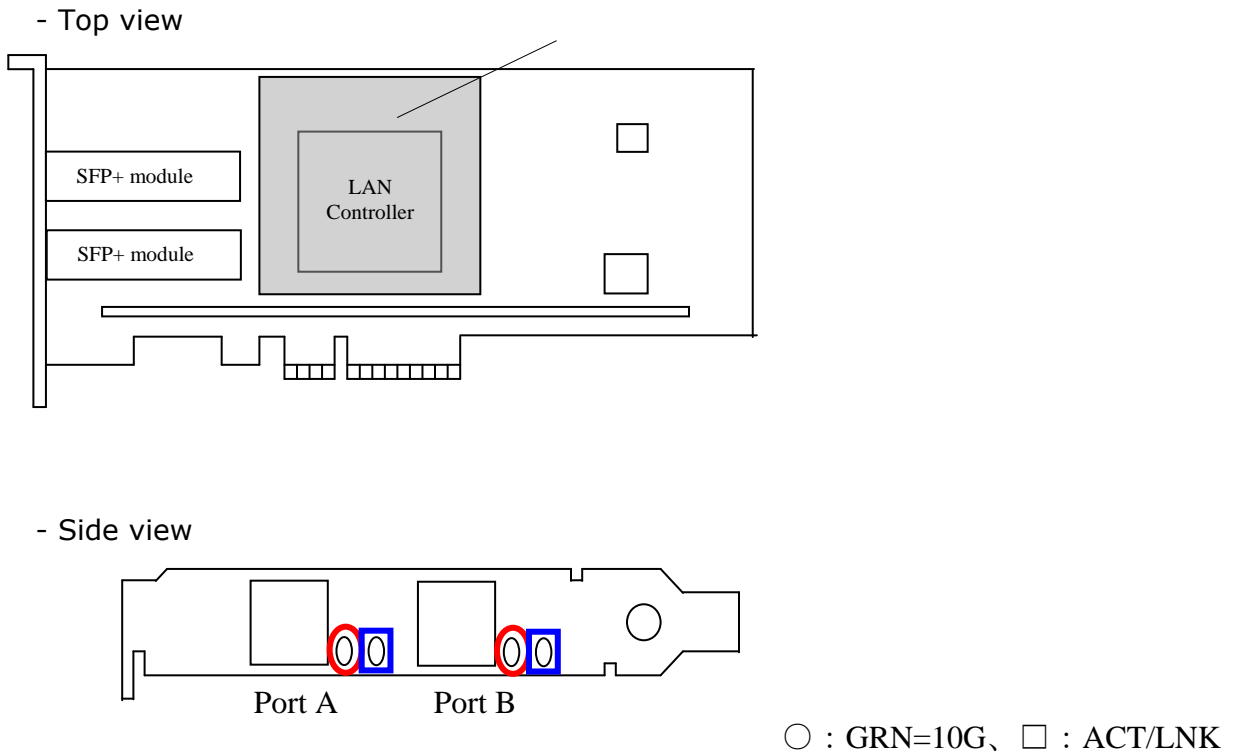 - Top view
SFP+ module
LAN
Controller
SFP+ module
- Side view
Port A
Port B
○ : GRN=10G、□ : ACT/LNK